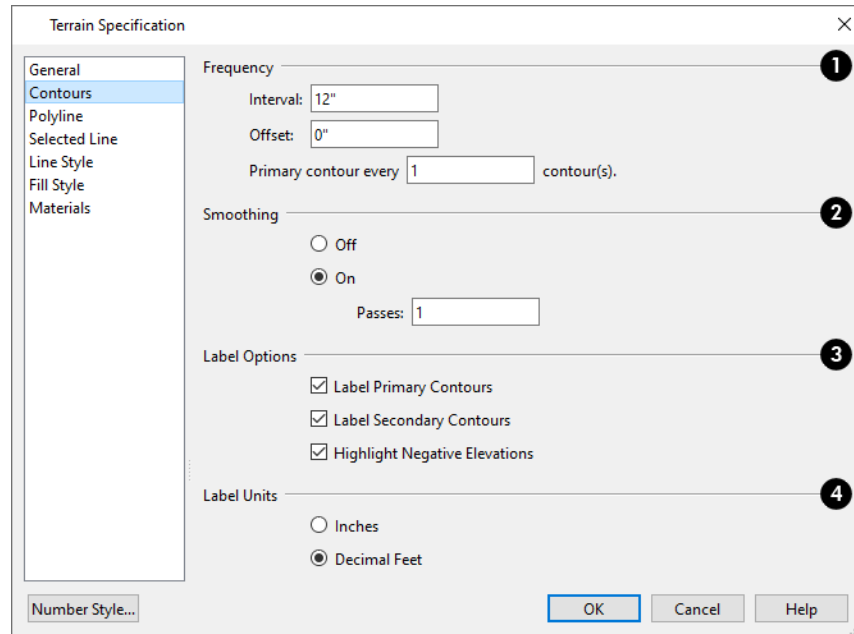 Terrain Specification
General
Contours
Polyline
Selected Line
Line Style
Fill Style
Materials
Frequency
1
Interval: 12"
Offset: 0"
Primary contour every 1 contour(s).
Smoothing
2
Off
On
Passes: 1
Label Options
3
Label Primary Contours
Label Secondary Contours
Highlight Negative Elevations
Label Units
4
Inches
Decimal Feet
Number Style... OK Cancel Help